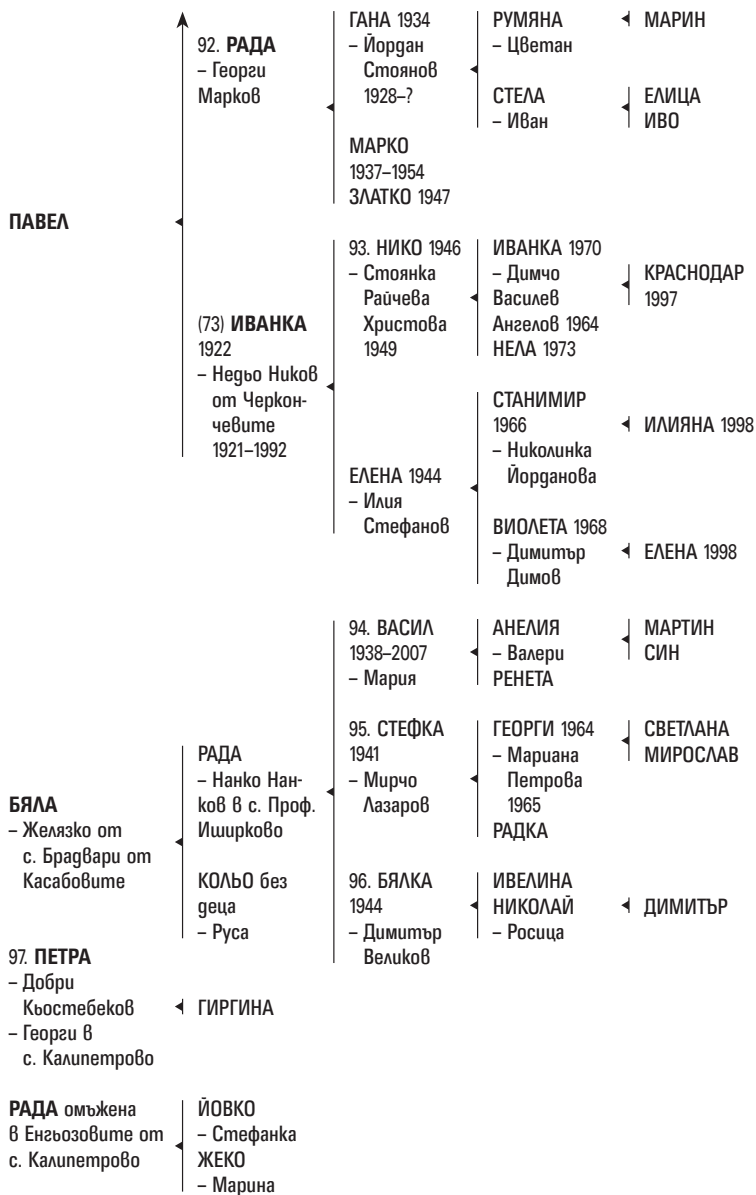 ПАВЕЛ
92. РАДА
– Георги
Марков
ГАНА 1934
– Йордан
Стоянов
1928–?
РУМЯНА
– Цветан
МАРИН
СТЕЛА
– Иван
ЕЛИЦА
ИВО
МАРКО
1937–1954
ЗЛАТКО 1947
(73) ИВАНКА
1922
– Недьо Ников
от Черкон-
чевите
1921–1992
93. НИКО 1946
– Стоянка
Райчева
Христова
1949
ИВАНКА 1970
– Димчо
Василев
Ангелов 1964
НЕЛА 1973
КРАСНОДАР
1997
ЕЛЕНА 1944
– Илия
Стефанов
СТАНИМИР
1966
– Николинка
Йорданова
ИЛИЯНА 1998
ВИОЛЕТА 1968
– Димитър
Димов
ЕЛЕНА 1998
БЯЛА
– Желязко от
с. Брадвари от
Касабовите
РАДА
– Нанко Нан-
ков в с. Проф.
Иширково
94. ВАСИЛ
1938–2007
– Мария
АНЕЛИЯ
– Валери
РЕНЕТА
МАРТИН
СИН
95. СТЕФКА
1941
– Мирчо
Лазаров
ГЕОРГИ 1964
– Мариана
Петрова
1965
РАДКА
СВЕТЛАНА
МИРОСЛАВ
96. БЯЛКА
1944
– Димитър
Великов
ИВЕЛИНА
НИКОЛАЙ
– Росица
ДИМИТЪР
КОЛЬО без
деца
– Руса
97. ПЕТРА
– Добри
Кьостебеков
– Георги в
с. Калипетрово
ГИРГИНА
РАДА омъжена
в Енгьозовите от
с. Калипетрово
ЙОВКО
– Стефанка
ЖЕКО
– Марина